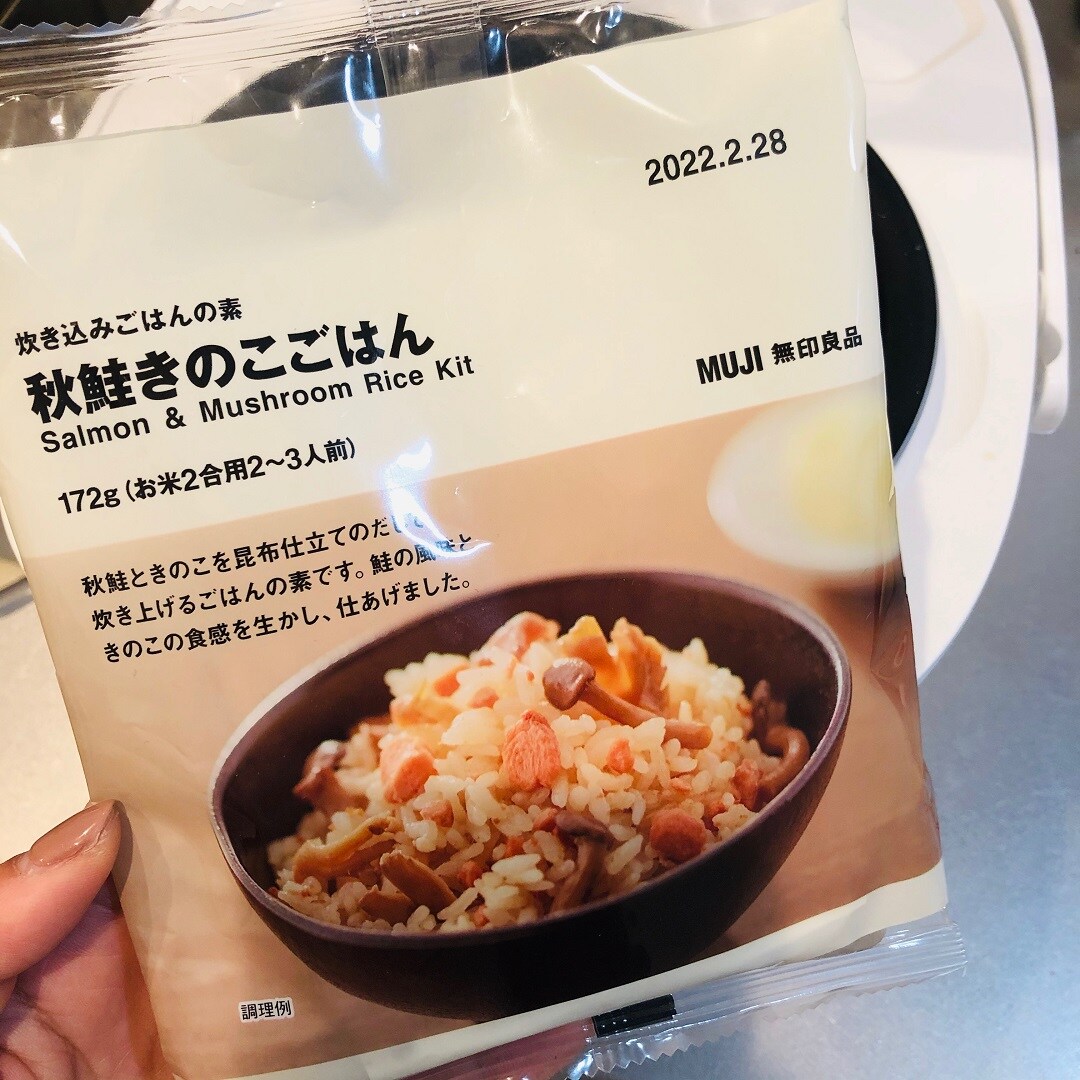 2022.2.28
炊き込みごはんの素
秋鮭きのこごはん
Salmon & Mushroom Rice Kit
MUJI 無印良品
172g(お米2合用2〜3人前)
秋鮭ときのこを昆布仕立てのだしで
炊き上げるごはんの素です。鮭の風味と
きのこの食感を生かし、仕あげました。
調理例